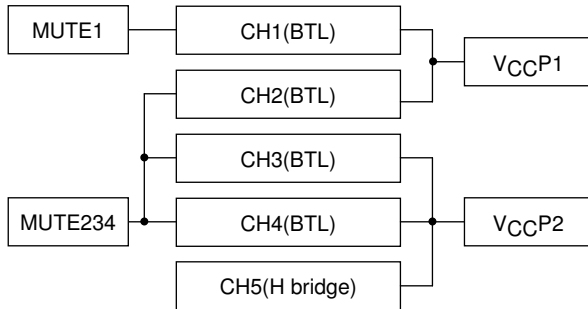 MUTE1
CH1(BTL)
VCCP1
CH2(BTL)
CH3(BTL)
MUTE234
CH4(BTL)
VCCP2
CH5(H bridge)